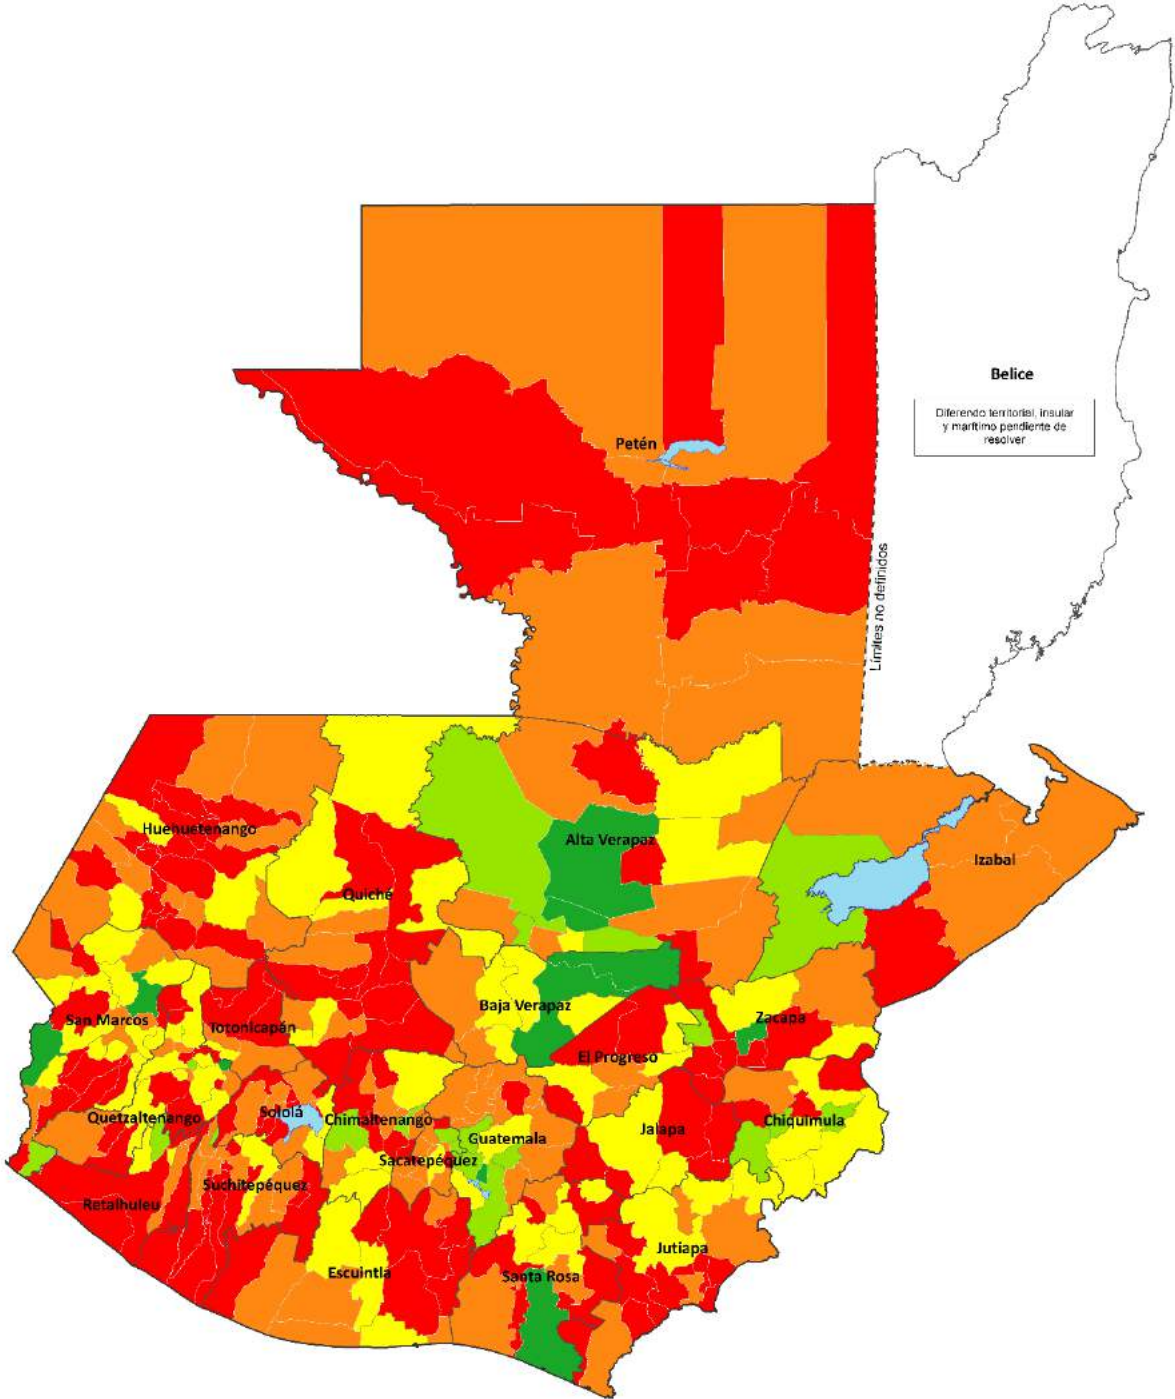 Belice
Diferendo territorial, insular
y marítimo pendiente de
resolver
Petén
Límites no definidos
Huehuetenango
Alta Verapaz
Izabal
Quiché
Baja Verapaz
San Marcos
Totonicapán
Zacapa
El Progreso
Quetzaltenango
Sololá
Chimaltenango
Chiquimula
Guatemala
Jalapa
Sacatepéquez
Suchitepéquez
Retalhuleu
Jutiapa
Escuintla
Santa Rosa